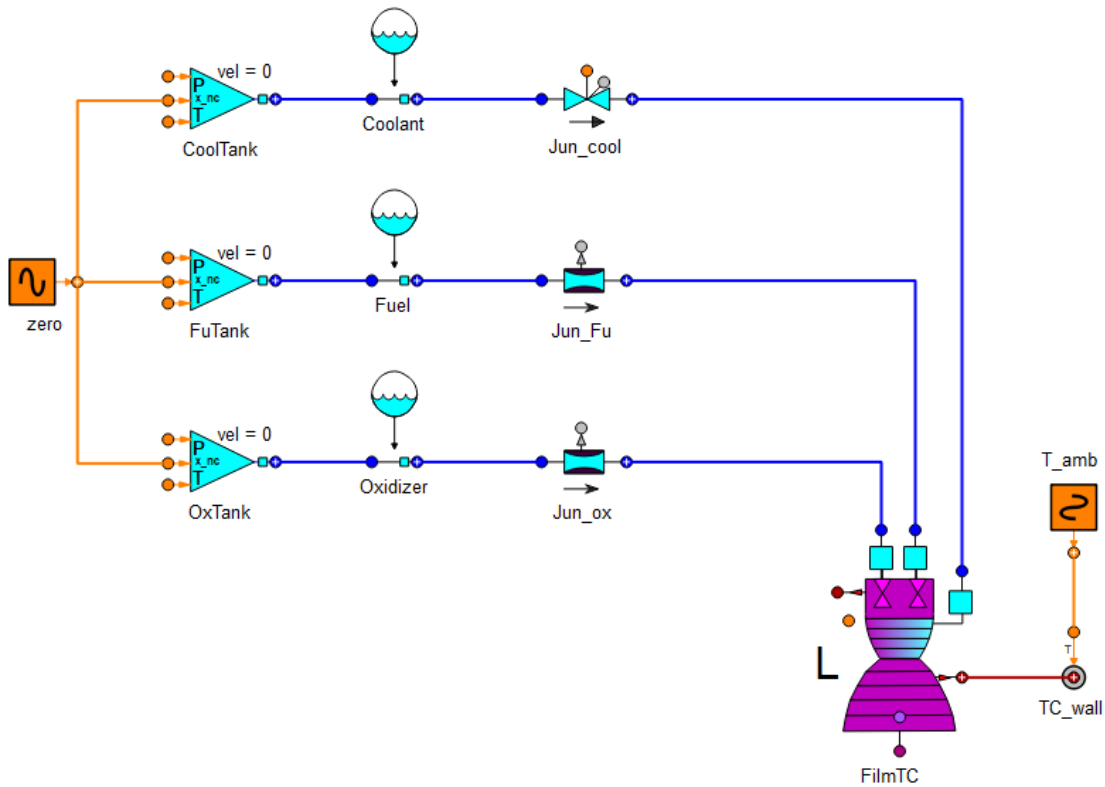 vel = 0
P
x_nc
T
CoolTank
Coolant
Jun_cool
vel = 0
P
x_nc
T
zero
FuTank
Fuel
Jun_Fu
vel = 0
P
x_nc
T
OxTank
Oxidizer
Jun_ox
T_amb
T
L
TC_wall
FilmTC